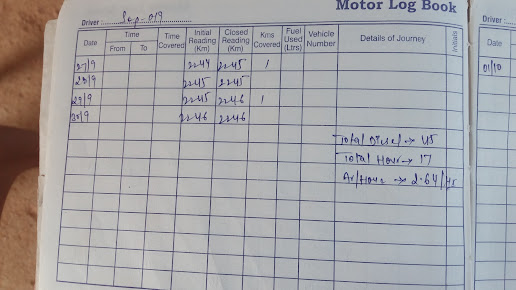 Motor Log Book
Driver : Sep-019
Driver :
Date Time Time Covered Initial Reading (Km) Closed Reading (Km) Kms Covered Fuel Used (Ltrs) Vehicle Number Details of Journey Initials
From To
Date
27/9 2244 2245 1
01/10
28/9 2245 2245
29/9 2245 2246 1
30/9 2246 2246
Total Diesel → 45
Total Hour → 17
Av/Hour → 2.64/Hr